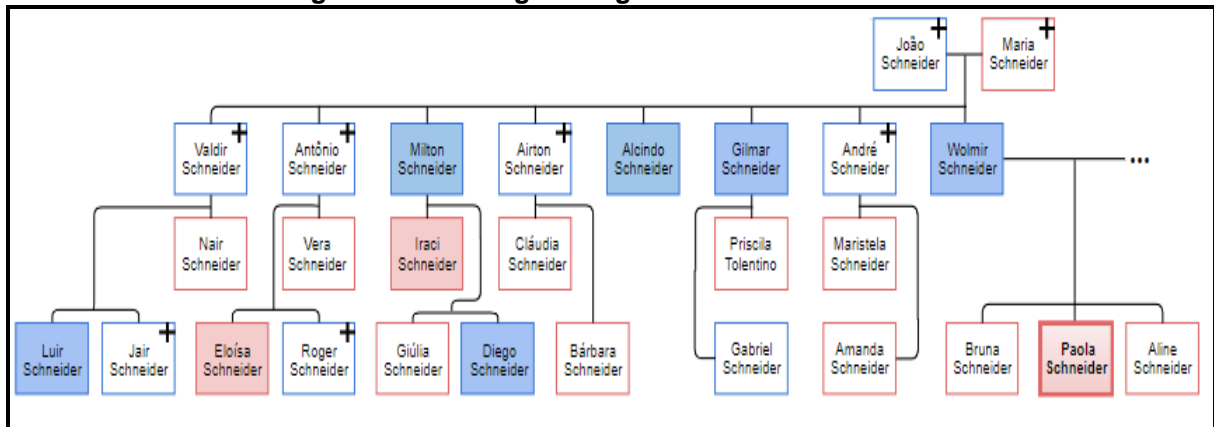 João
Schneider
Maria
Schneider
Valdir
Schneider
Antônio
Schneider
Milton
Schneider
Airton
Schneider
Alcindo
Schneider
Gilmar
Schneider
André
Schneider
Wolmir
Schneider
...
Nair
Schneider
Vera
Schneider
Iraci
Schneider
Cláudia
Schneider
Priscila
Tolentino
Maristela
Schneider
Luir
Schneider
Jair
Schneider
Eloísa
Schneider
Roger
Schneider
Giúlia
Schneider
Diego
Schneider
Bárbara
Schneider
Gabriel
Schneider
Amanda
Schneider
Bruna
Schneider
Paola
Schneider
Aline
Schneider